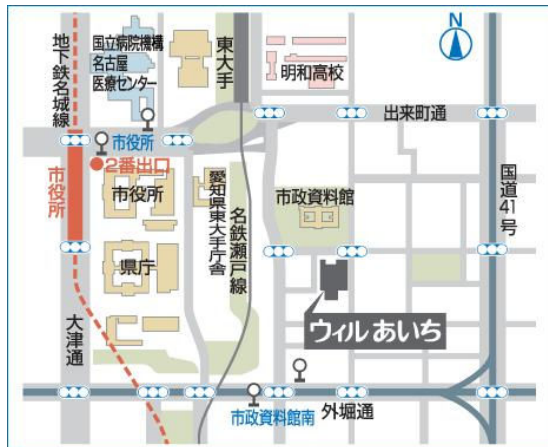 N
地下鉄名城線
国立病院機構
名古屋
医療センター
東大手
明和高校
出来町通
市役所
2番出口
市役所
市役所
愛知県東大手庁舎
名鉄瀬戸線
市政資料館
国道41号
県庁
ウィルあいち
大津通
市政資料館南
外堀通